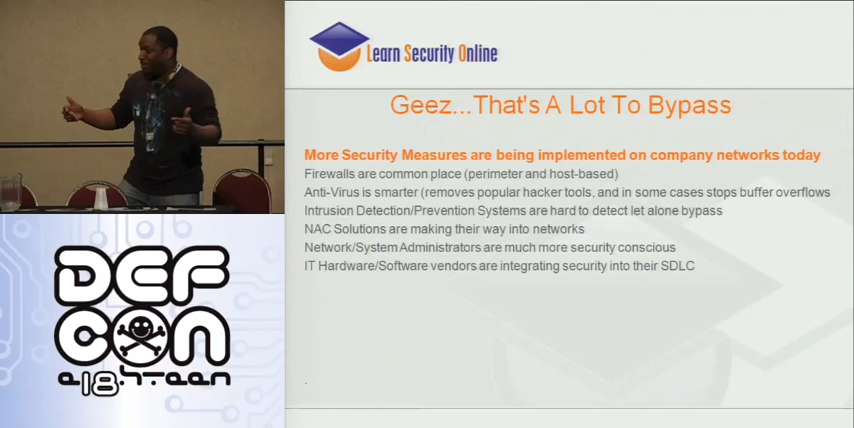 Learn Security Online
Geez...That's A Lot To Bypass
More Security Measures are being implemented on company networks today
Firewalls are common place (perimeter and host-based)
Anti-Virus is smarter (removes popular hacker tools, and in some cases stops buffer overflows
Intrusion Detection/Prevention Systems are hard to detect let alone bypass
NAC Solutions are making their way into networks
Network/System Administrators are much more security conscious
IT Hardware/Software vendors are integrating security into their SDLC
DEF
CON
e18hteen